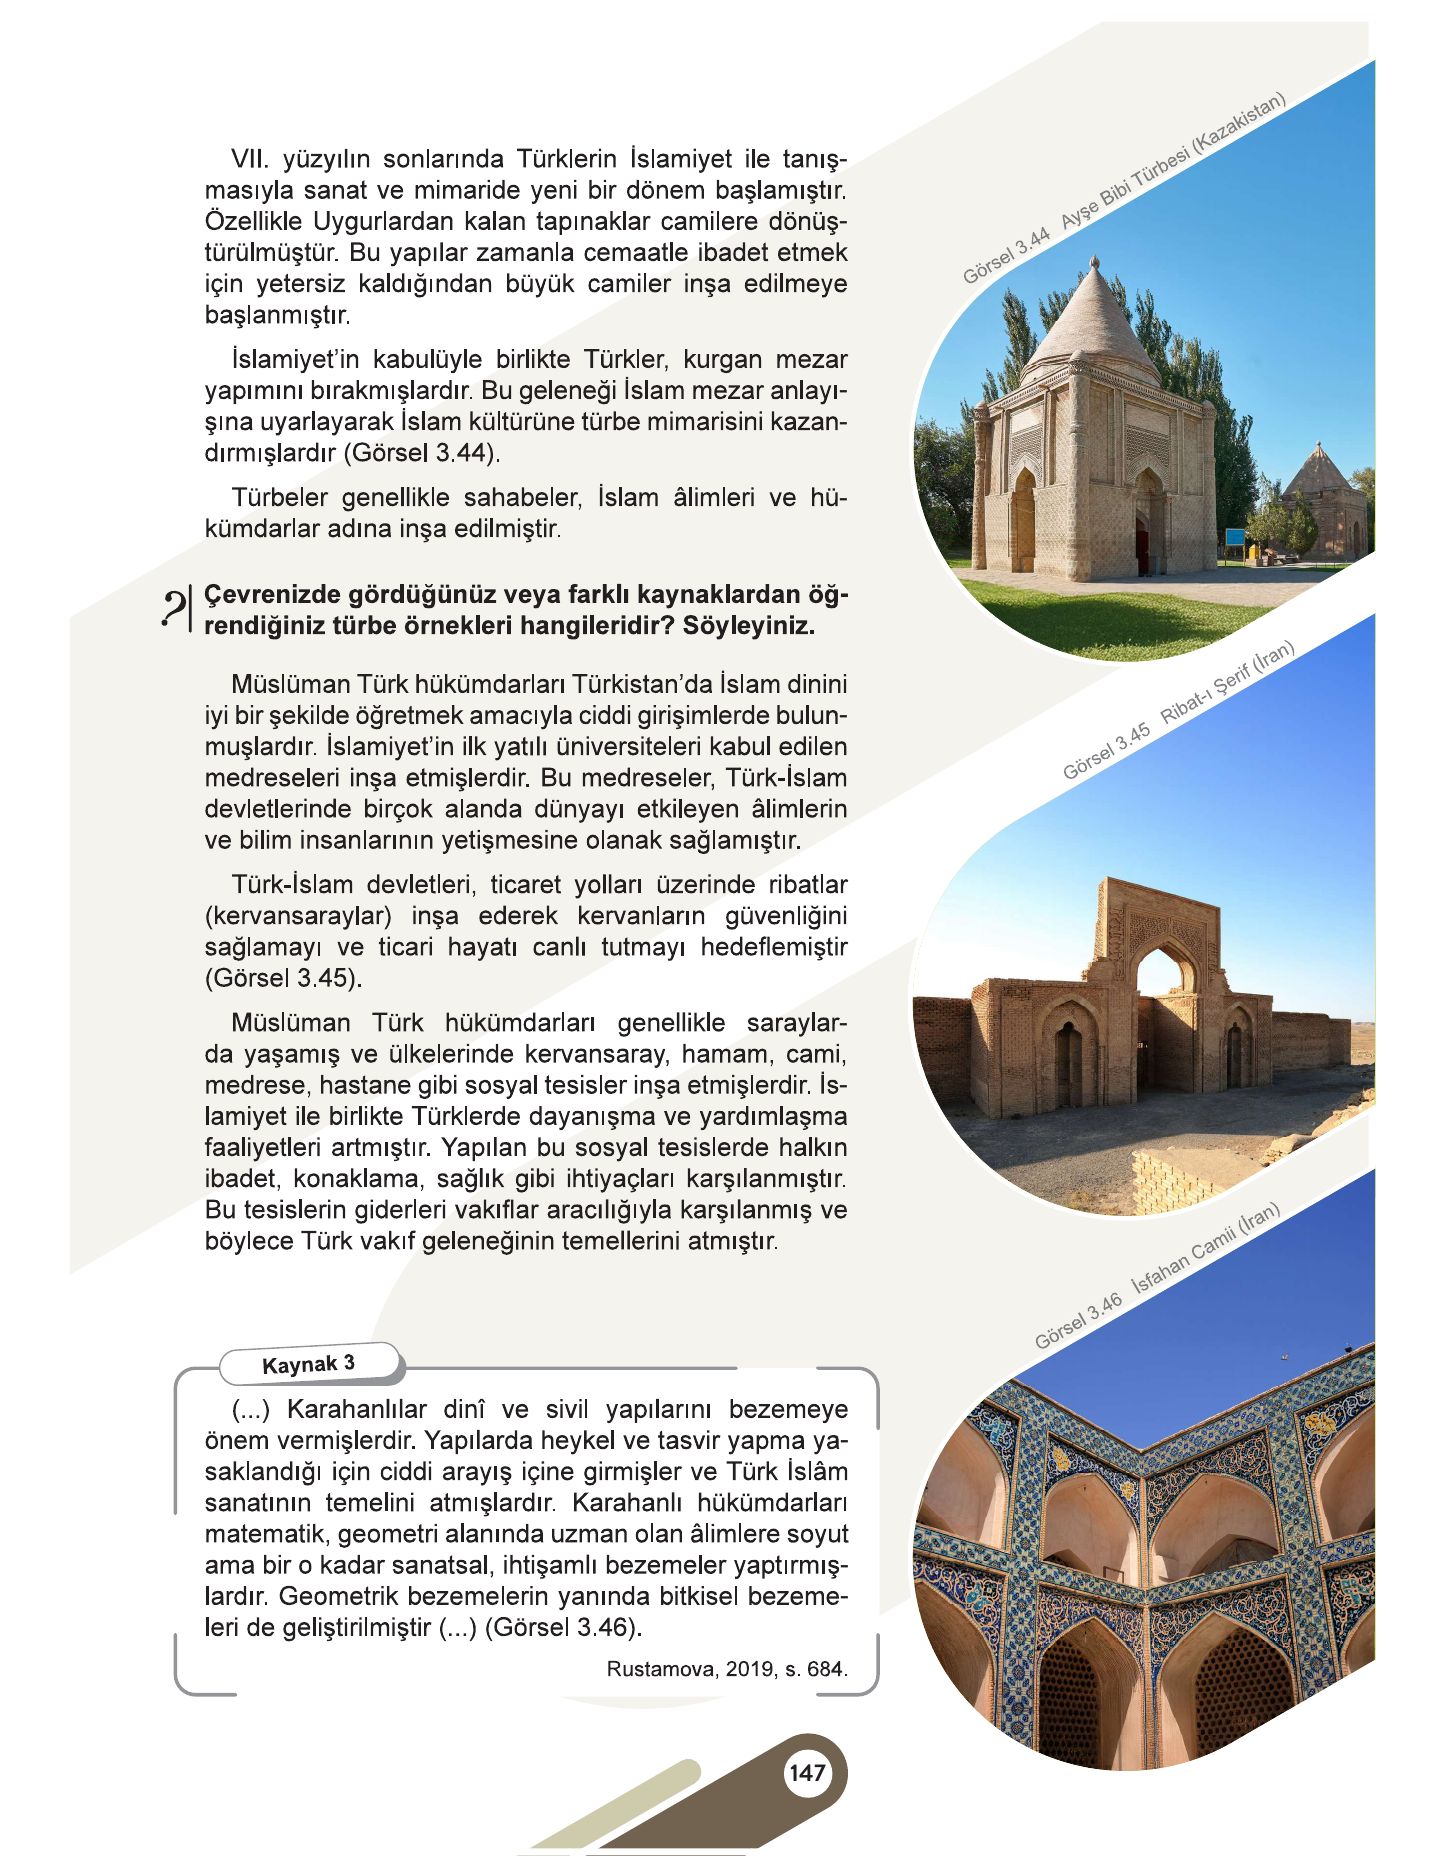 VII. yüzyılın sonlarında Türklerin İslamiyet ile tanış-
masıyla sanat ve mimaride yeni bir dönem başlamıştır.
Özellikle Uygurlardan kalan tapınaklar camilere dönüş-
türülmüştür. Bu yapılar zamanla cemaatle ibadet etmek
için yetersiz kaldığından büyük camiler inşa edilmeye
başlanmıştır.
İslamiyet’in kabulüyle birlikte Türkler, kurgan mezar
yapımını bırakmışlardır. Bu geleneği İslam mezar anlayı-
şına uyarlayarak İslam kültürüne türbe mimarisini kazan-
dırmışlardır (Görsel 3.44).
Türbeler genellikle sahabeler, İslam âlimleri ve hü-
kümdarlar adına inşa edilmiştir.
Çevrenizde gördüğünüz veya farklı kaynaklardan öğ-
rendiğiniz türbe örnekleri hangileridir? Söyleyiniz.
Müslüman Türk hükümdarları Türkistan’da İslam dinini
iyi bir şekilde öğretmek amacıyla ciddi girişimlerde bulun-
muşlardır. İslamiyet’in ilk yatılı üniversiteleri kabul edilen
medreseleri inşa etmişlerdir. Bu medreseler, Türk-İslam
devletlerinde birçok alanda dünyayı etkileyen âlimlerin
ve bilim insanlarının yetişmesine olanak sağlamıştır.
Türk-İslam devletleri, ticaret yolları üzerinde ribatlar
(kervansaraylar) inşa ederek kervanların güvenliğini
sağlamayı ve ticari hayatı canlı tutmayı hedeflemiştir
(Görsel 3.45).
Müslüman Türk hükümdarları genellikle saraylar-
da yaşamış ve ülkelerinde kervansaray, hamam, cami,
medrese, hastane gibi sosyal tesisler inşa etmişlerdir. İs-
lamiyet ile birlikte Türklerde dayanışma ve yardımlaşma
faaliyetleri artmıştır. Yapılan bu sosyal tesislerde halkın
ibadet, konaklama, sağlık gibi ihtiyaçları karşılanmıştır.
Bu tesislerin giderleri vakıflar aracılığıyla karşılanmış ve
böylece Türk vakıf geleneğinin temellerini atmıştır.
Kaynak 3
(...) Karahanlılar dinî ve sivil yapılarını bezemeye
önem vermişlerdir. Yapılarda heykel ve tasvir yapma ya-
saklandığı için ciddi arayış içine girmişler ve Türk İslâm
sanatının temelini atmışlardır. Karahanlı hükümdarları
matematik, geometri alanında uzman olan âlimlere soyut
ama bir o kadar sanatsal, ihtişamlı bezemeler yaptırmış-
lardır. Geometrik bezemelerin yanında bitkisel bezeme-
leri de geliştirilmiştir (...) (Görsel 3.46).
Rustamova, 2019, s. 684.
Görsel 3.44 Ayşe Bibi Türbesi (Kazakistan)
Görsel 3.45 Ribat-ı Şerif (İran)
Görsel 3.46 İsfahan Camii (İran)
147